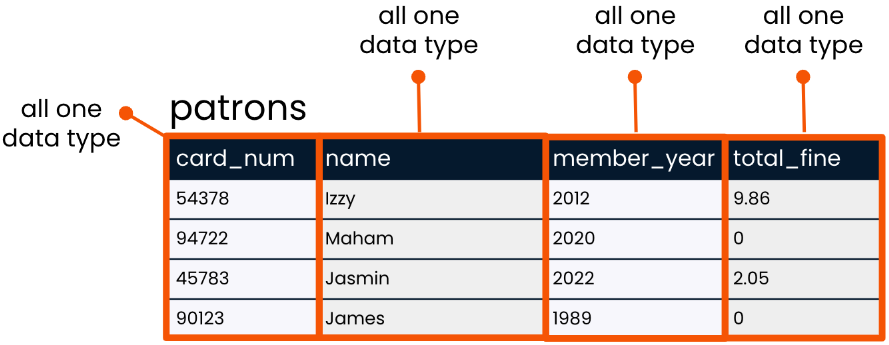 all one
data type
all one
data type
all one
data type
all one
data type
patrons
card_num name member_year total_fine
54378 Izzy 2012 9.86
94722 Maham 2020 0
45783 Jasmin 2022 2.05
90123 James 1989 0